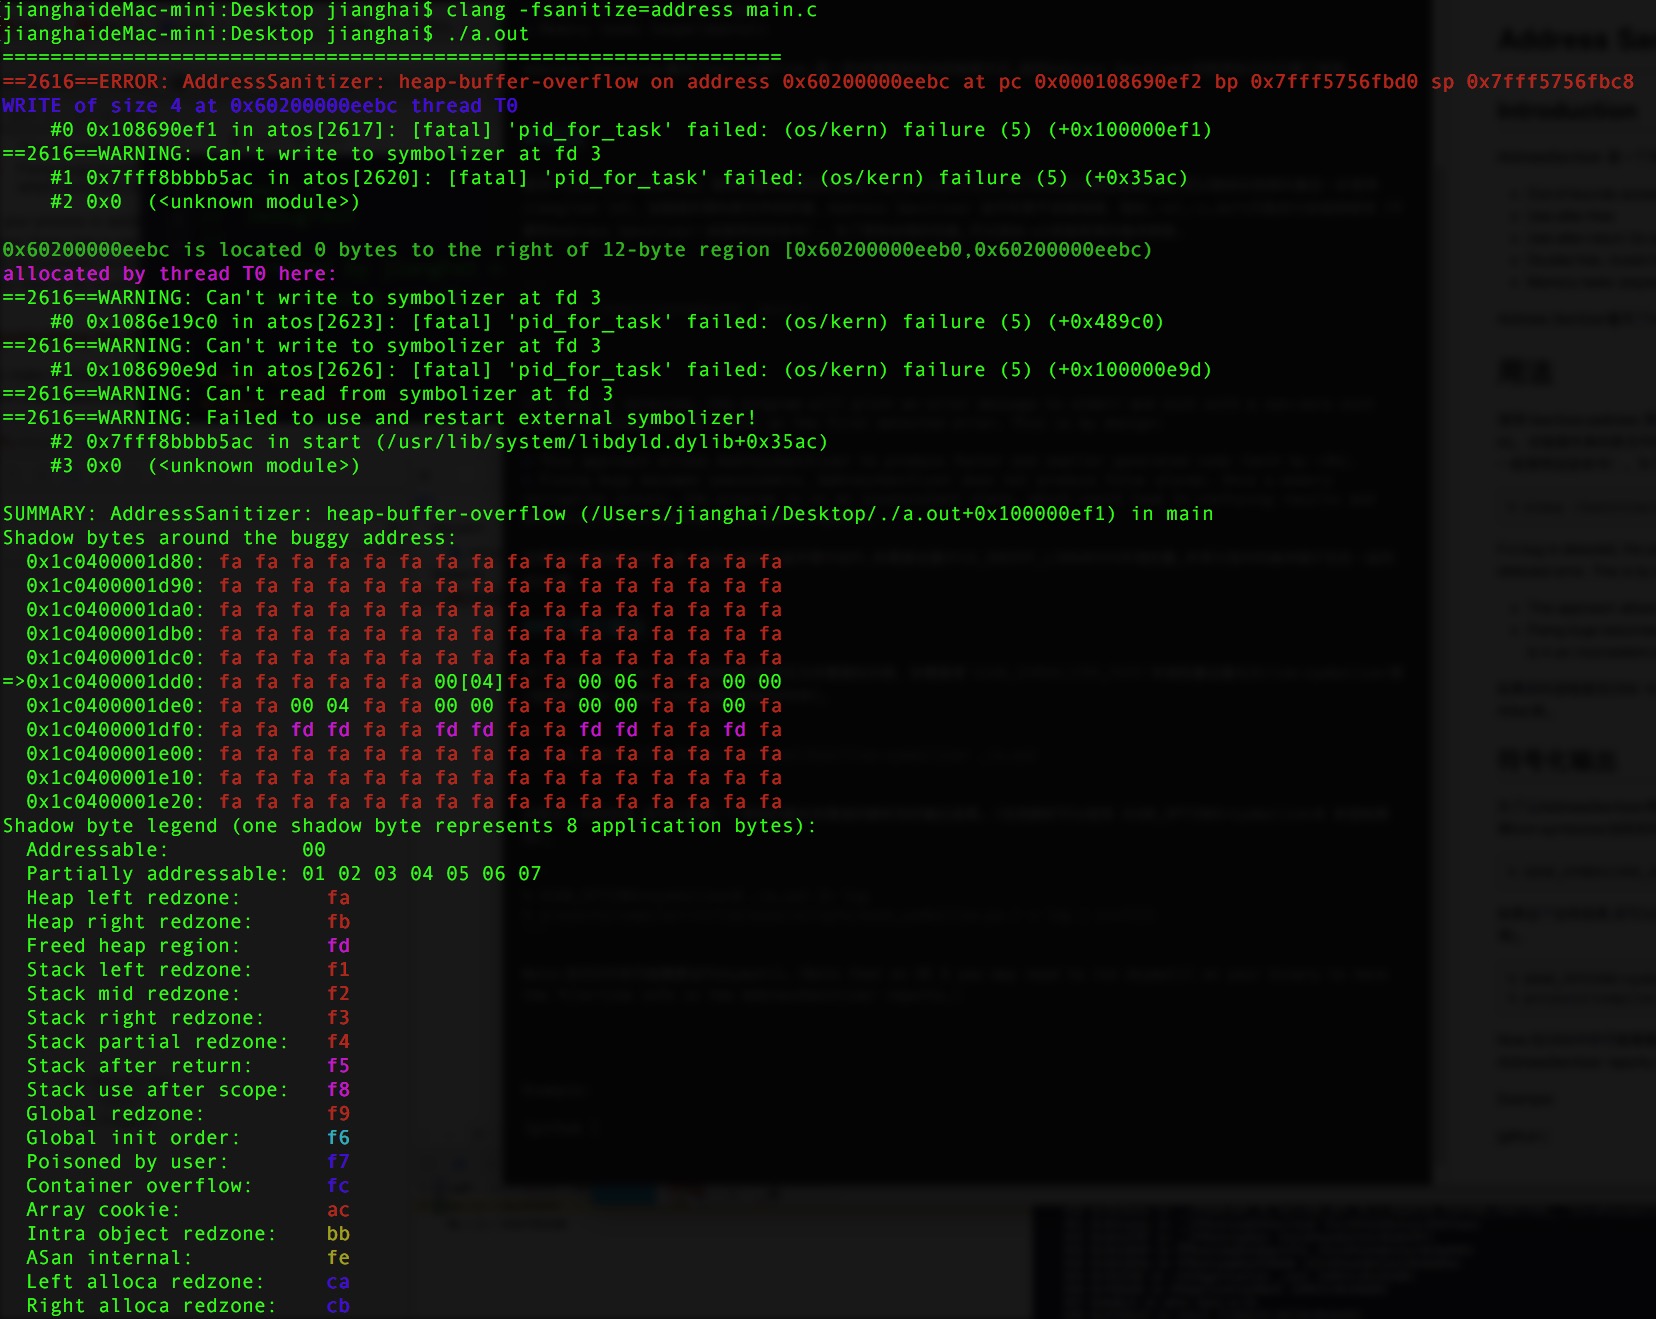 jianghaideMac-mini:Desktop jianghai$ clang -fsanitize=address main.c
jianghaideMac-mini:Desktop jianghai$ ./a.out
=================================================================
==2616==ERROR: AddressSanitizer: heap-buffer-overflow on address 0x60200000eebc at pc 0x000108690ef2 bp 0x7fff5756fbd0 sp 0x7fff5756fbc8
WRITE of size 4 at 0x60200000eebc thread T0
    #0 0x108690ef1 in atos[2617]: [fatal] 'pid_for_task' failed: (os/kern) failure (5) (+0x100000ef1)
==2616==WARNING: Can't write to symbolizer at fd 3
    #1 0x7fff8bbbb5ac in atos[2620]: [fatal] 'pid_for_task' failed: (os/kern) failure (5) (+0x35ac)
    #2 0x0  (<unknown module>)

0x60200000eebc is located 0 bytes to the right of 12-byte region [0x60200000eeb0,0x60200000eebc)
allocated by thread T0 here:
==2616==WARNING: Can't write to symbolizer at fd 3
    #0 0x1086e19c0 in atos[2623]: [fatal] 'pid_for_task' failed: (os/kern) failure (5) (+0x489c0)
==2616==WARNING: Can't write to symbolizer at fd 3
    #1 0x108690e9d in atos[2626]: [fatal] 'pid_for_task' failed: (os/kern) failure (5) (+0x100000e9d)
==2616==WARNING: Can't read from symbolizer at fd 3
==2616==WARNING: Failed to use and restart external symbolizer!
    #2 0x7fff8bbbb5ac in start (/usr/lib/system/libdyld.dylib+0x35ac)
    #3 0x0  (<unknown module>)

SUMMARY: AddressSanitizer: heap-buffer-overflow (/Users/jianghai/Desktop/./a.out+0x100000ef1) in main
Shadow bytes around the buggy address:
  0x1c0400001d80: fa fa fa fa fa fa fa fa fa fa fa fa fa fa fa fa
  0x1c0400001d90: fa fa fa fa fa fa fa fa fa fa fa fa fa fa fa fa
  0x1c0400001da0: fa fa fa fa fa fa fa fa fa fa fa fa fa fa fa fa
  0x1c0400001db0: fa fa fa fa fa fa fa fa fa fa fa fa fa fa fa fa
  0x1c0400001dc0: fa fa fa fa fa fa fa fa fa fa fa fa fa fa fa fa
=>0x1c0400001dd0: fa fa fa fa fa fa 00[04]fa fa 00 06 fa fa 00 00
  0x1c0400001de0: fa fa 00 04 fa fa 00 00 fa fa 00 00 fa fa 00 fa
  0x1c0400001df0: fa fa fd fd fa fa fd fd fa fa fd fd fa fa fd fa
  0x1c0400001e00: fa fa fa fa fa fa fa fa fa fa fa fa fa fa fa fa
  0x1c0400001e10: fa fa fa fa fa fa fa fa fa fa fa fa fa fa fa fa
  0x1c0400001e20: fa fa fa fa fa fa fa fa fa fa fa fa fa fa fa fa
Shadow byte legend (one shadow byte represents 8 application bytes):
  Addressable:           00
  Partially addressable: 01 02 03 04 05 06 07
  Heap left redzone:       fa
  Heap right redzone:      fb
  Freed heap region:       fd
  Stack left redzone:      f1
  Stack mid redzone:       f2
  Stack right redzone:     f3
  Stack partial redzone:   f4
  Stack after return:      f5
  Stack use after scope:   f8
  Global redzone:          f9
  Global init order:       f6
  Poisoned by user:        f7
  Container overflow:      fc
  Array cookie:            ac
  Intra object redzone:    bb
  ASan internal:           fe
  Left alloca redzone:     ca
  Right alloca redzone:    cb
Introduction
用法
符号化输出